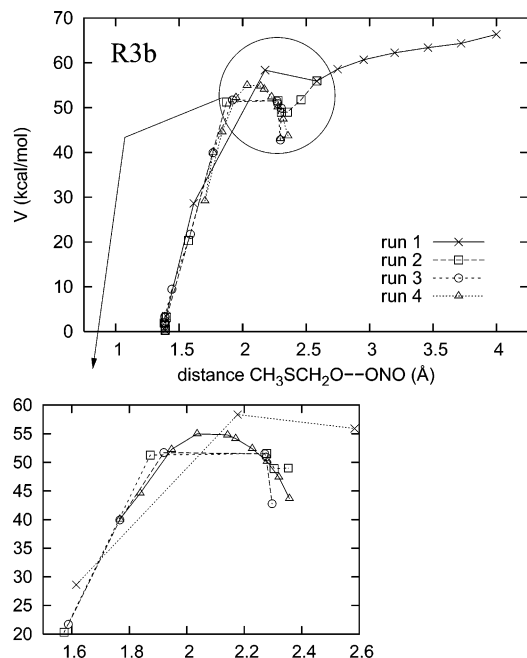 70
60
50
40
30
20
10
0
V (kcal/mol)
R3b
run 1
run 2
run 3
run 4
1 1.5 2 2.5 3 3.5 4
distance CH₃SCH₂O−−ONO (Å)
60
55
50
45
40
35
30
25
20
1.6 1.8 2 2.2 2.4 2.6